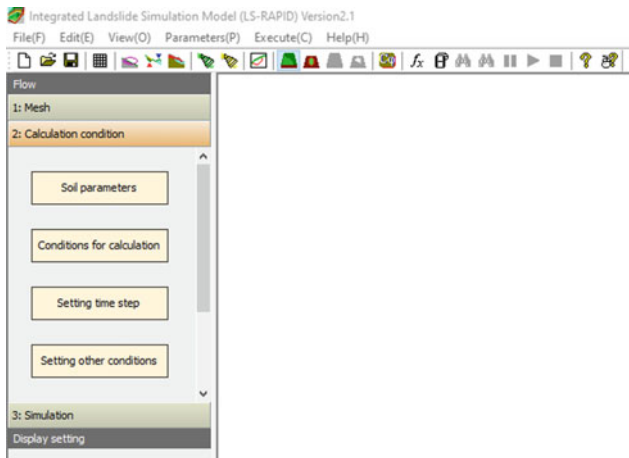 Integrated Landslide Simulation Model (LS-RAPID) Version2.1
File(F) Edit(E) View(O) Parameters(P) Execute(C) Help(H)
Flow
1: Mesh
2: Calculation condition
Soil parameters
Conditions for calculation
Setting time step
Setting other conditions
3: Simulation
Display setting